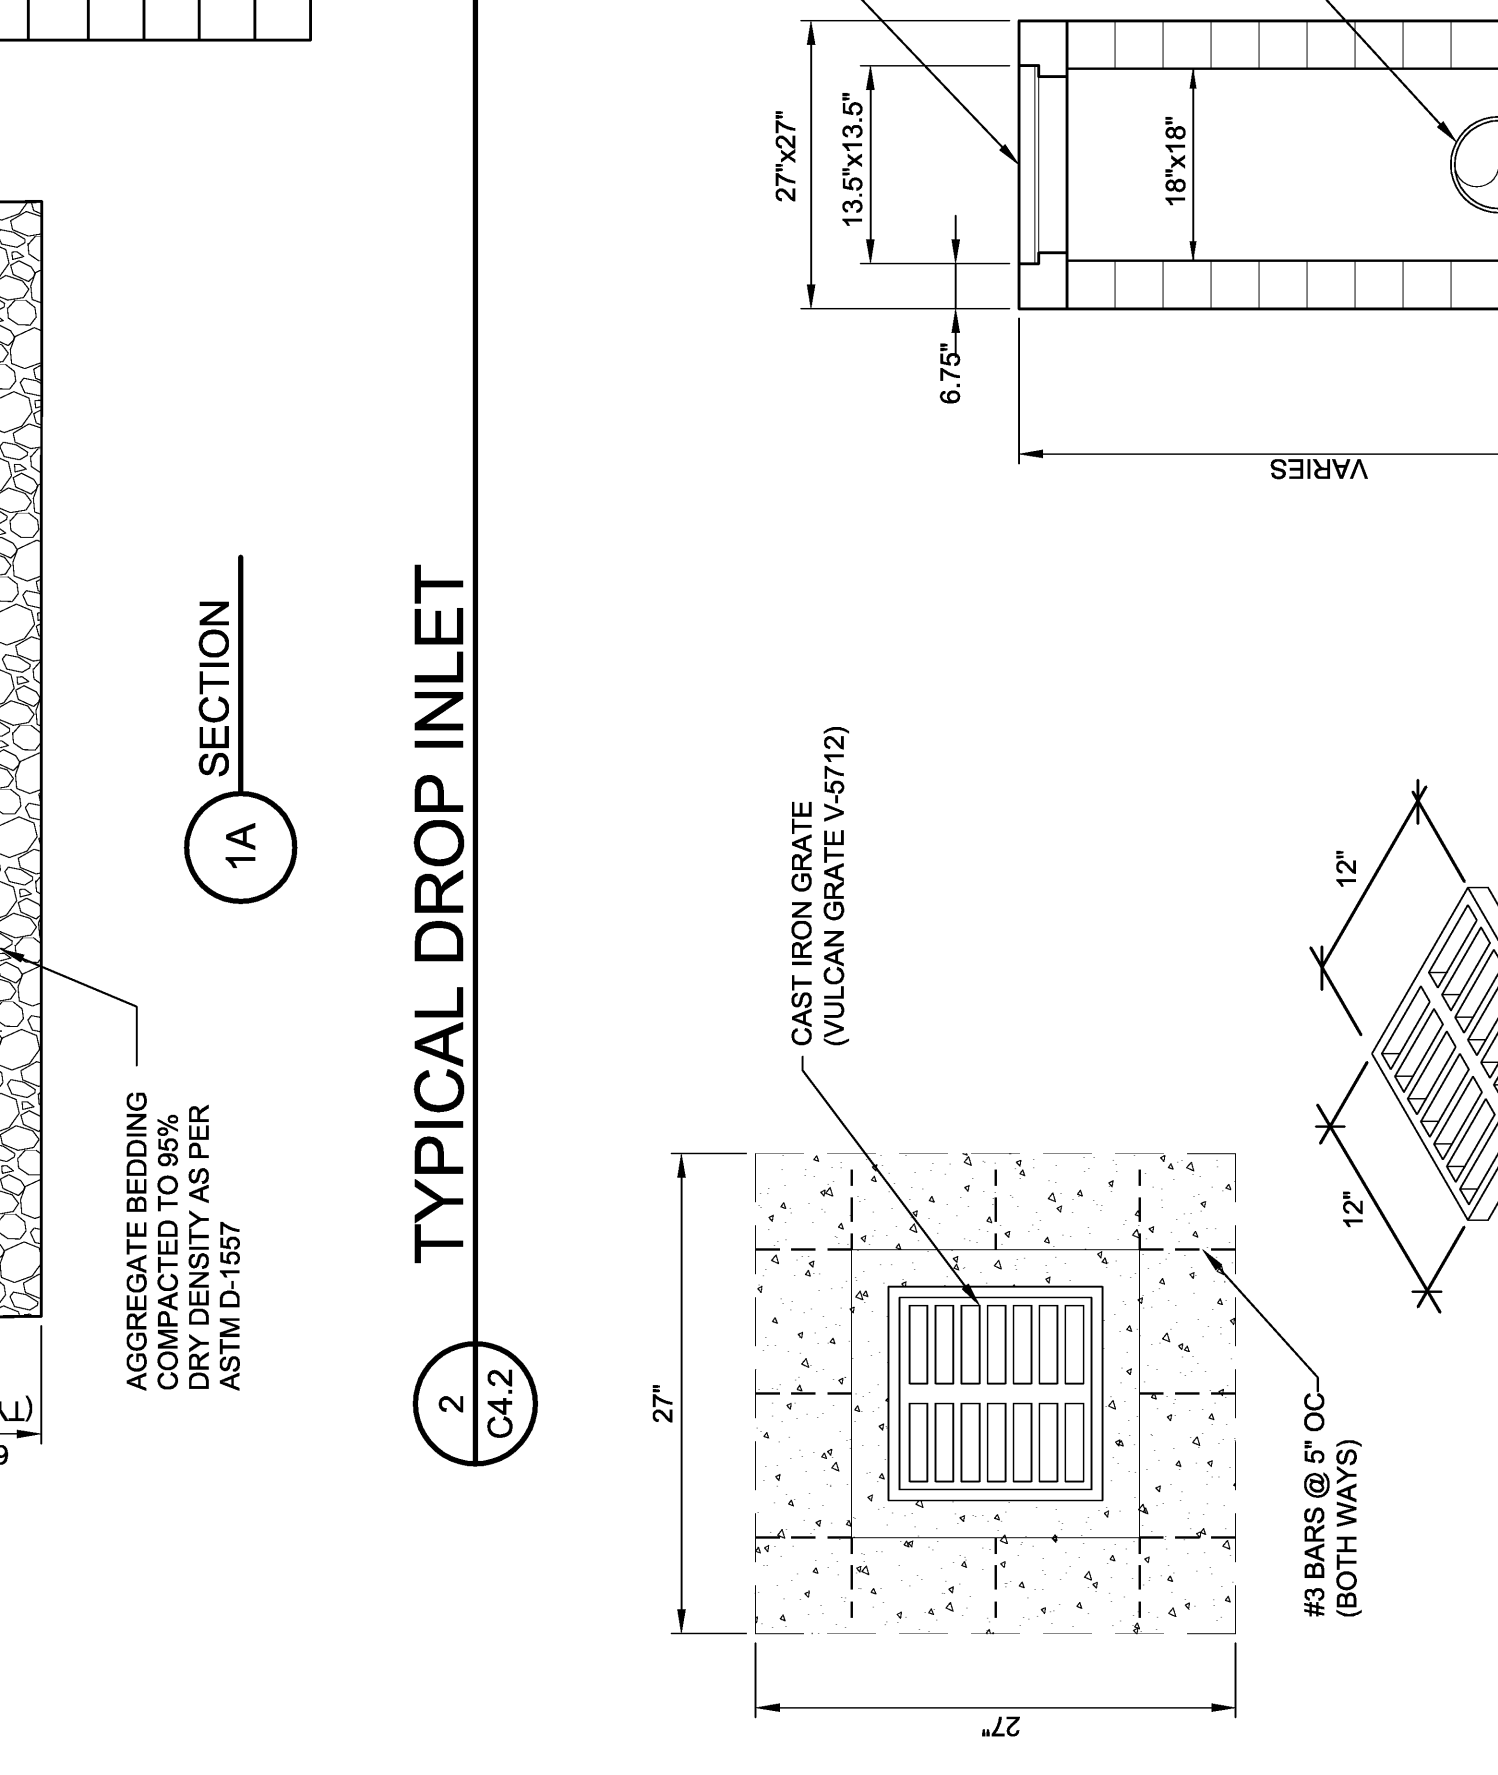 AGGREGATE BEDDING
COMPACTED TO 95%
DRY DENSITY AS PER
ASTM D-1557
1A
SECTION
2
C4.2
TYPICAL DROP INLET
27"
27"
CAST IRON GRATE
(VULCAN GRATE V-5712)
#3 BARS @ 5" OC
(BOTH WAYS)
12"
12"
27"x27"
13.5"x13.5"
6.75"
18"x18"
VARIES